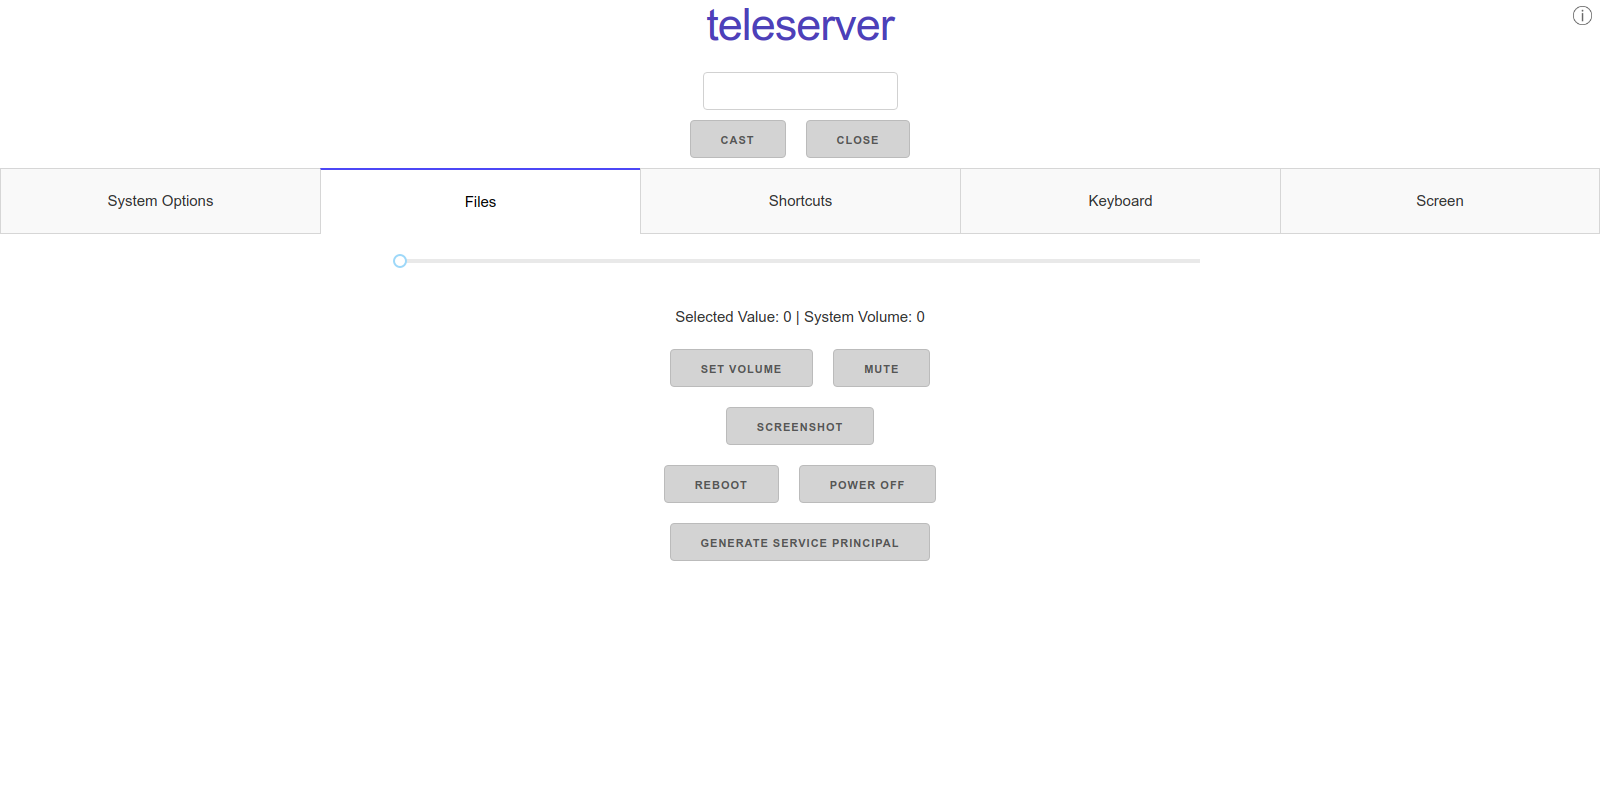 teleserver
CAST CLOSE
System Options Files Shortcuts Keyboard Screen
Selected Value: 0 | System Volume: 0
SET VOLUME MUTE
SCREENSHOT
REBOOT POWER OFF
GENERATE SERVICE PRINCIPAL